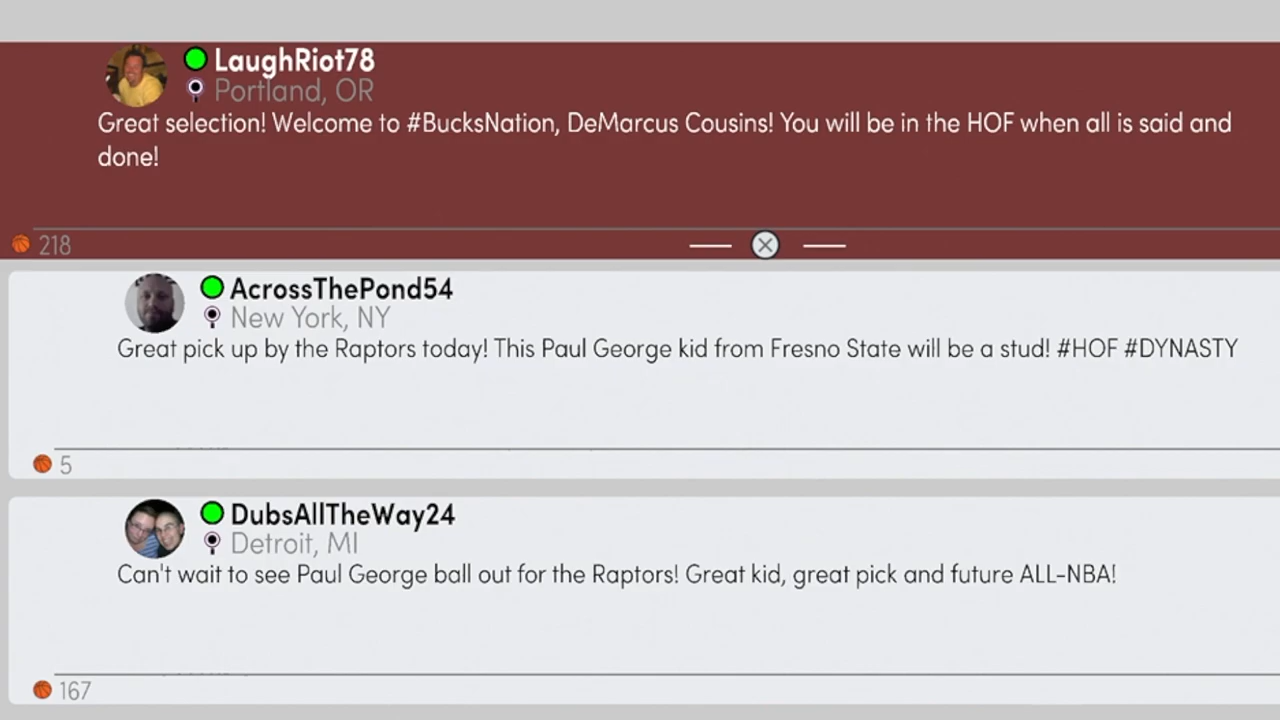 LaughRiot78
Portland, OR
Great selection! Welcome to #BucksNation, DeMarcus Cousins! You will be in the HOF when all is said and
done!
218
AcrossThePond54
New York, NY
Great pick up by the Raptors today! This Paul George kid from Fresno State will be a stud! #HOF #DYNASTY
5
DubsAllTheWay24
Detroit, MI
Can't wait to see Paul George ball out for the Raptors! Great kid, great pick and future ALL-NBA!
167